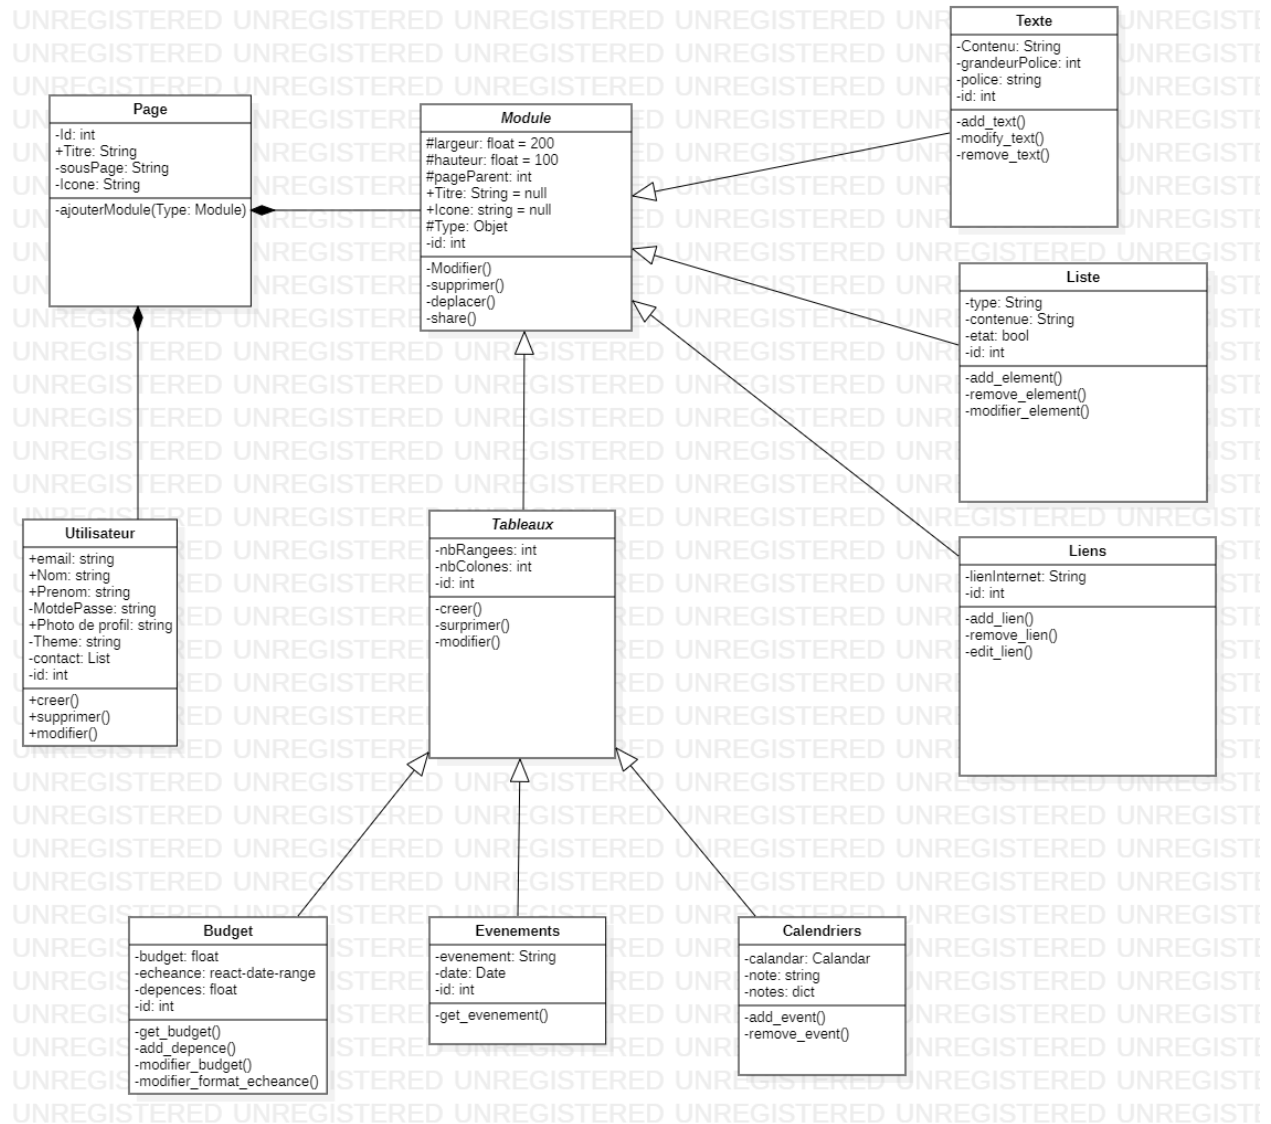 Page
-Id: int
+Titre: String
-sousPage: String
-Icone: String
-ajouterModule(Type: Module)
Module
#largeur: float = 200
#hauteur: float = 100
#pageParent: int
+Titre: String = null
+Icone: string = null
#Type: Objet
-id: int
-Modifier()
-supprimer()
-deplacer()
-share()
Texte
-Contenu: String
-grandeurPolice: int
-police: string
-id: int
-add_text()
-modify_text()
-remove_text()
Liste
-type: String
-contenue: String
-etat: bool
-id: int
-add_element()
-remove_element()
-modifier_element()
Utilisateur
+email: string
+Nom: string
+Prenom: string
-MotdePasse: string
+Photo de profil: string
-Theme: string
-contact: List
-id: int
+creer()
+supprimer()
+modifier()
Tableaux
-nbRangees: int
-nbColones: int
-id: int
-creer()
-surprimer()
-modifier()
Liens
-lienInternet: String
-id: int
-add_lien()
-remove_lien()
-edit_lien()
Budget
-budget: float
-echeance: react-date-range
-depences: float
-id: int
-get_budget()
-add_depence()
-modifier_budget()
-modifier_format_echeance()
Evenements
-evenement: String
-date: Date
-id: int
-get_evenement()
Calendriers
-calandar: Calandar
-note: string
-notes: dict
-add_event()
-remove_event()
UNREGISTERED